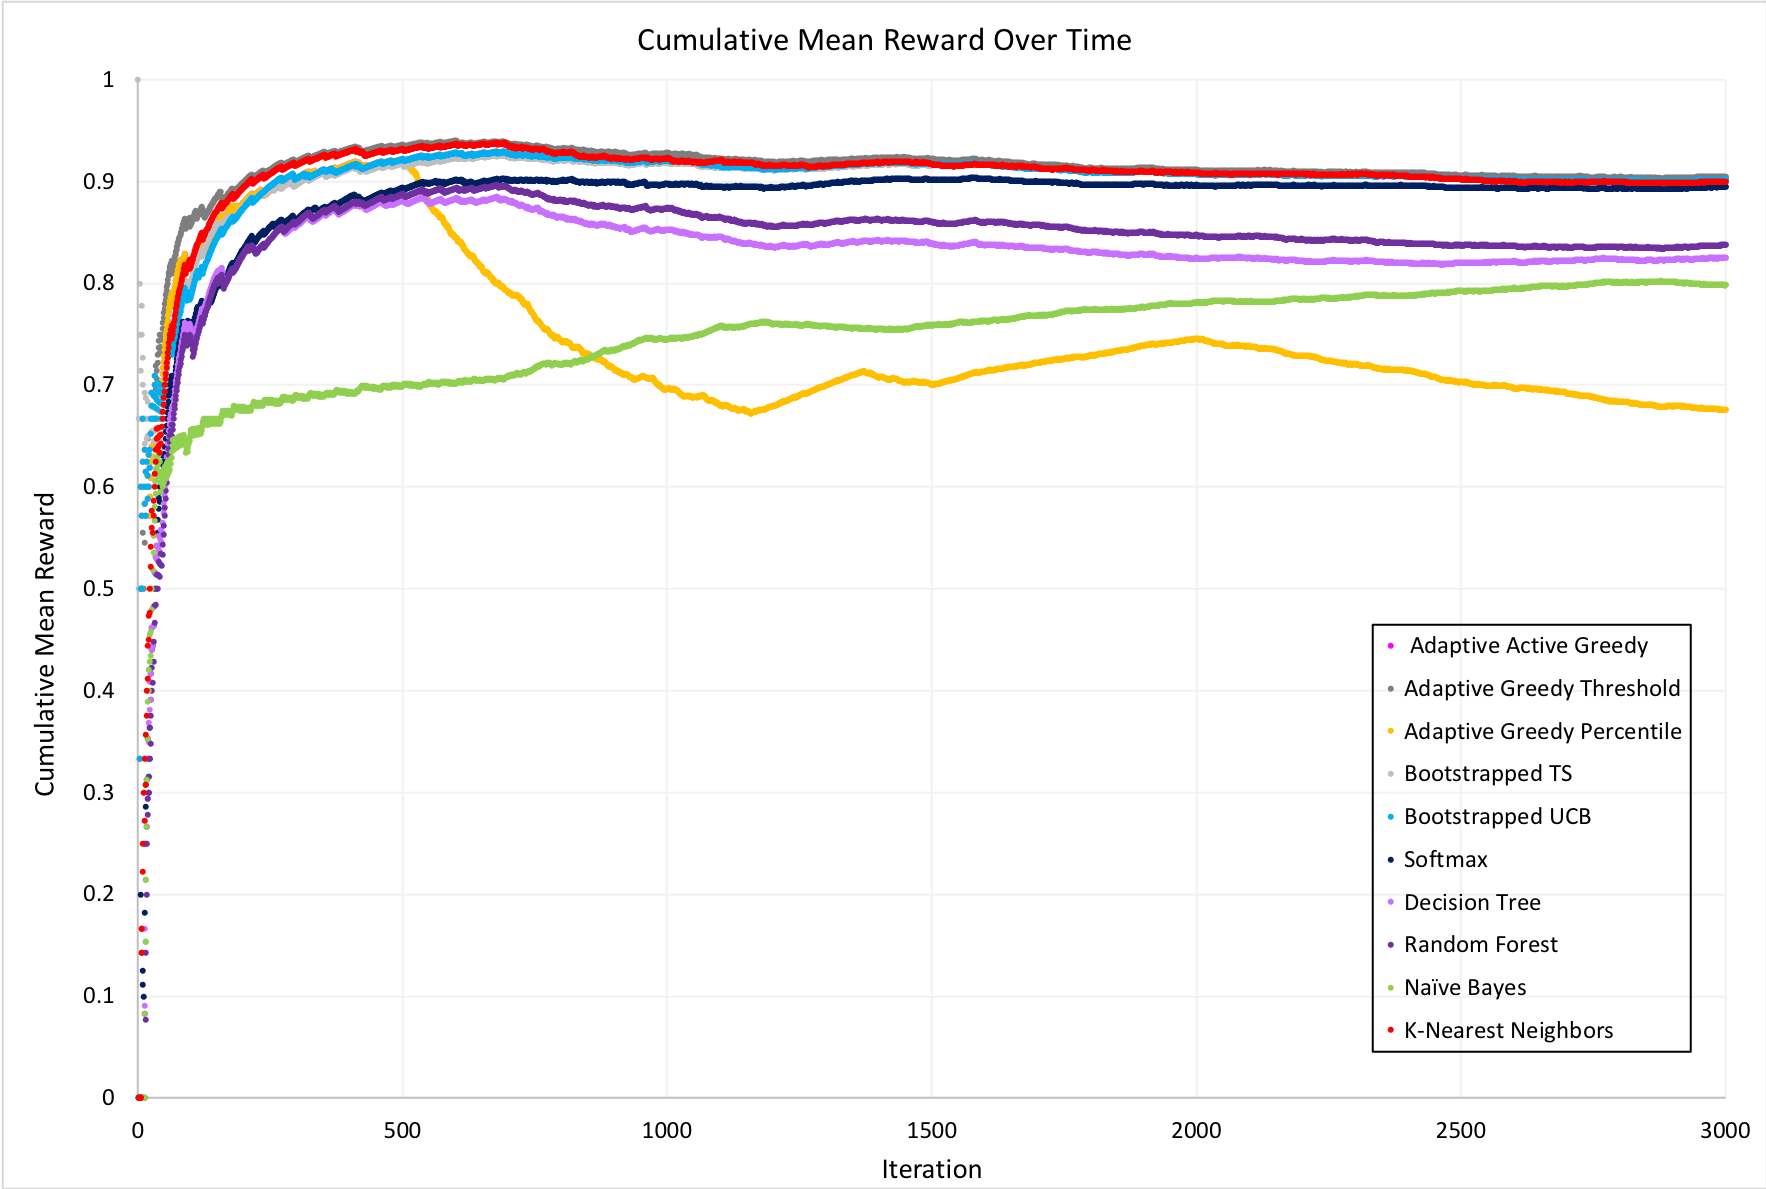 Cumulative Mean Reward Over Time
1
0.9
0.8
0.7
0.6
0.5
0.4
0.3
0.2
0.1
0
Cumulative Mean Reward
0 500 1000 1500 2000 2500 3000
Iteration
Adaptive Active Greedy
Adaptive Greedy Threshold
Adaptive Greedy Percentile
Bootstrapped TS
Bootstrapped UCB
Softmax
Decision Tree
Random Forest
Naïve Bayes
K-Nearest Neighbors